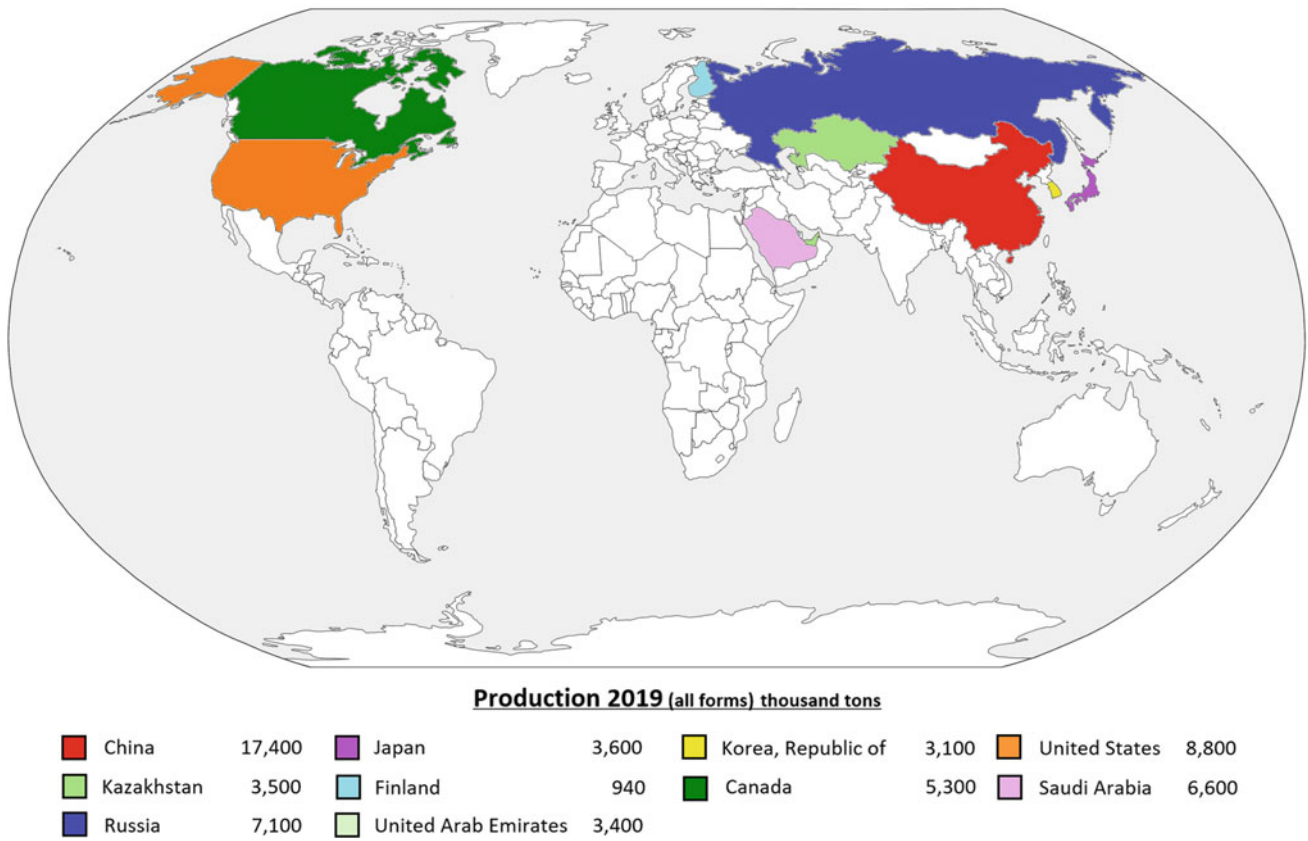 Production 2019 (all forms) thousand tons
China 17,400 Japan 3,600 Korea, Republic of 3,100 United States 8,800
Kazakhstan 3,500 Finland 940 Canada 5,300 Saudi Arabia 6,600
Russia 7,100 United Arab Emirates 3,400